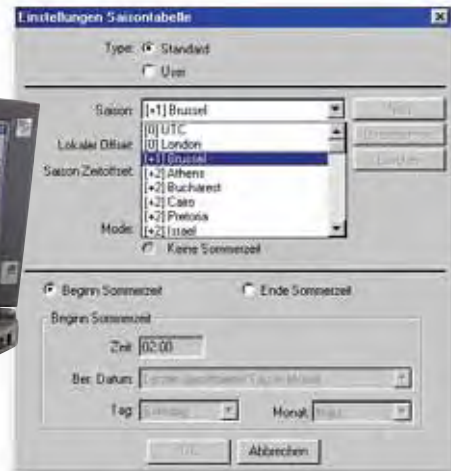 Einstellungen Saisontabelle
Type: Standard
User
Saison: [+1] Brussel
[0] UTC
Lokaler Offset: [0] London
[+1] Brussel
Saison Zeitoffset: [+2] Athens
[+2] Bucharest
[+2] Cairo
[+2] Pretoria
Mode: [+2] Israel
Keine Sommerzeit
Beginn Sommerzeit Ende Sommerzeit
Beginn Sommerzeit
Zeit: 02:00
Ber. Datum:
Tag: Monat:
Abbrechen